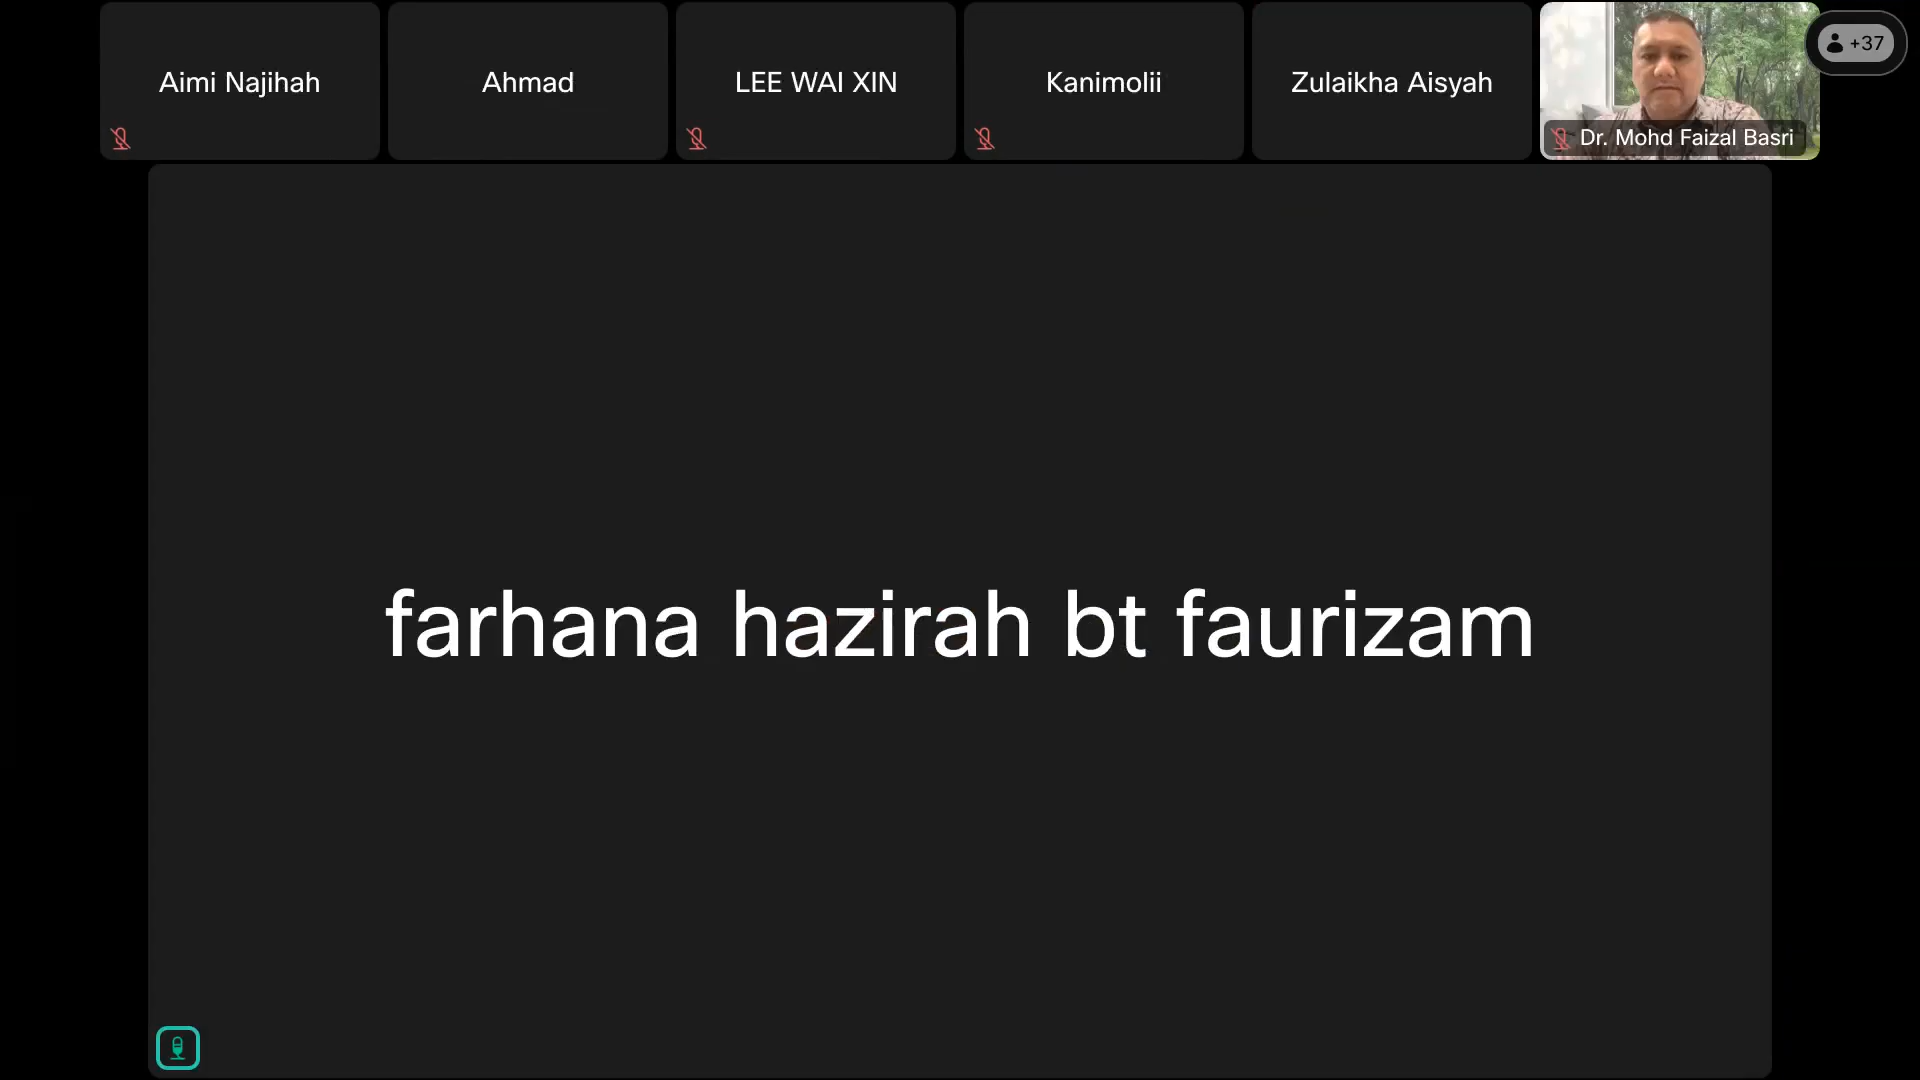 Aimi Najihah
Ahmad
LEE WAI XIN
Kanimolii
Zulaikha Aisyah
Dr. Mohd Faizal Basri
+37
farhana hazirah bt faurizam